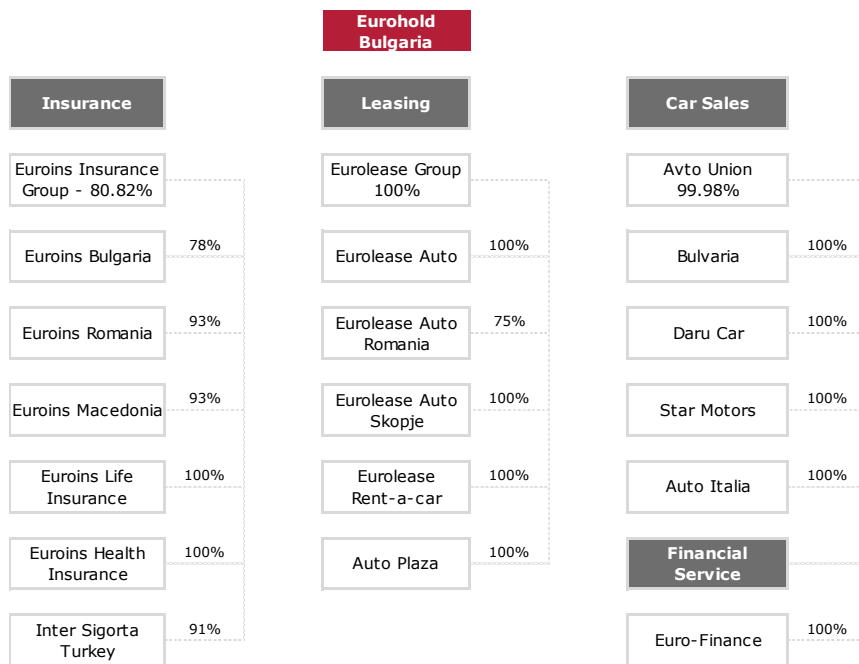 Eurohold
Bulgaria
Insurance
Euroins Insurance
Group - 80.82%
Euroins Bulgaria
78%
Euroins Romania
93%
Euroins Macedonia
93%
Euroins Life
Insurance
100%
Euroins Health
Insurance
100%
Inter Sigorta
Turkey
91%
Leasing
Eurolease Group
100%
Eurolease Auto
100%
Eurolease Auto
Romania
75%
Eurolease Auto
Skopje
100%
Eurolease
Rent-a-car
100%
Auto Plaza
100%
Car Sales
Avto Union
99.98%
Bulvaria
100%
Daru Car
100%
Star Motors
100%
Auto Italia
100%
Financial
Service
Euro-Finance
100%